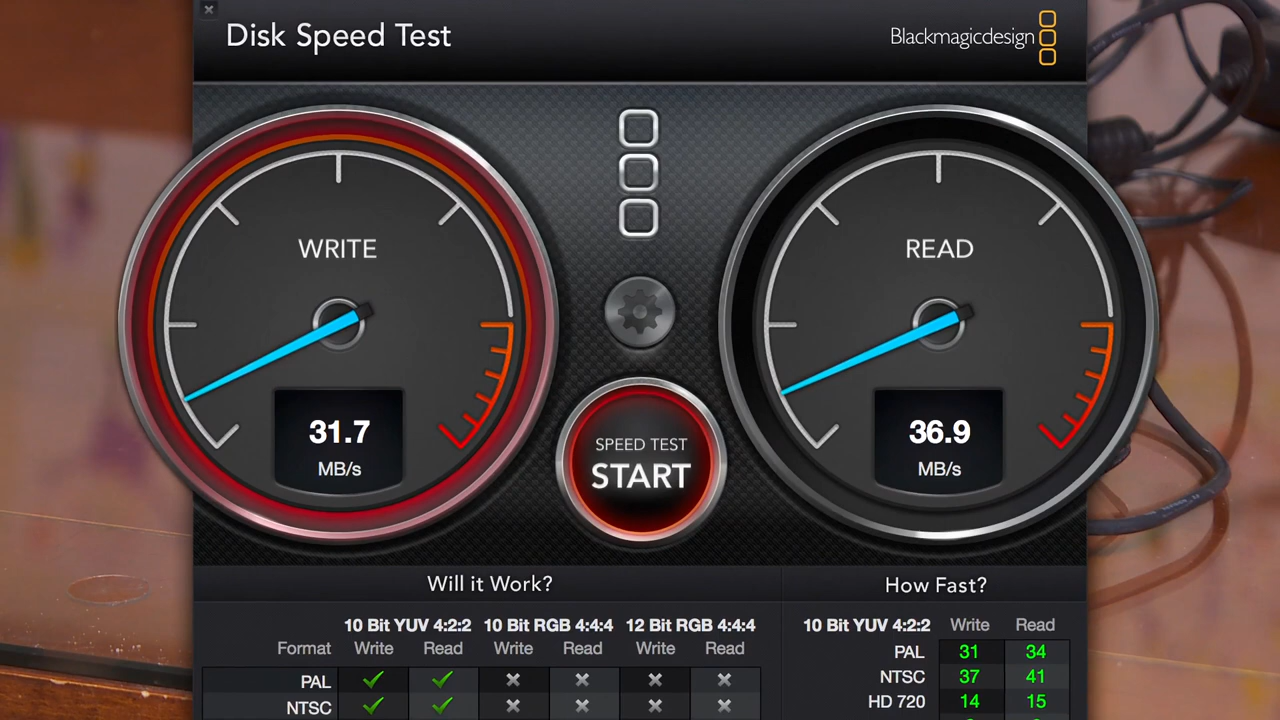 Disk Speed Test
Blackmagicdesign
WRITE
31.7
MB/s
SPEED TEST
START
READ
36.9
MB/s
Will it Work?
10 Bit YUV 4:2:2 10 Bit RGB 4:4:4 12 Bit RGB 4:4:4
Format Write Read Write Read Write Read
PAL ✓ ✓ ✕ ✕ ✕ ✕
NTSC ✓ ✓ ✕ ✕ ✕ ✕
How Fast?
10 Bit YUV 4:2:2 Write Read
PAL 31 34
NTSC 37 41
HD 720 14 15